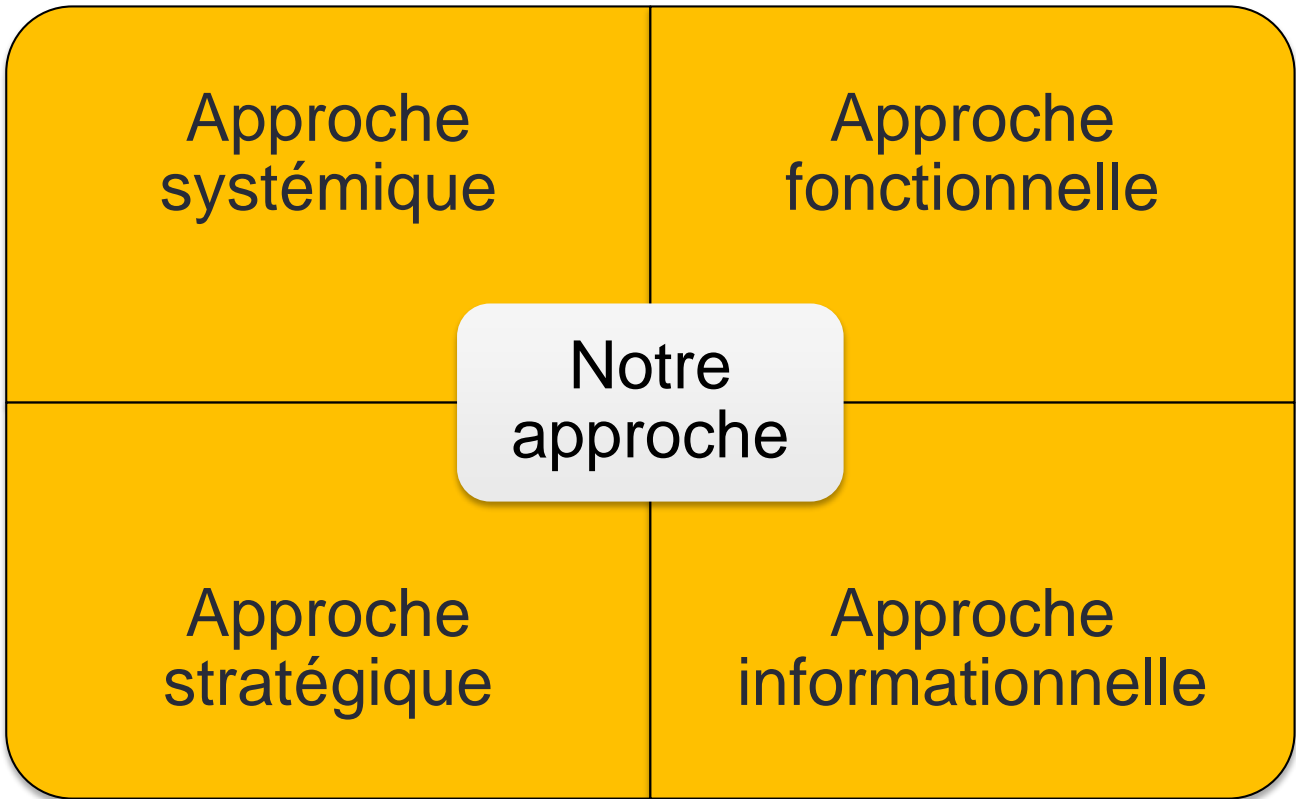 Approche
systémique
Approche
fonctionnelle
Notre
approche
Approche
stratégique
Approche
informationnelle